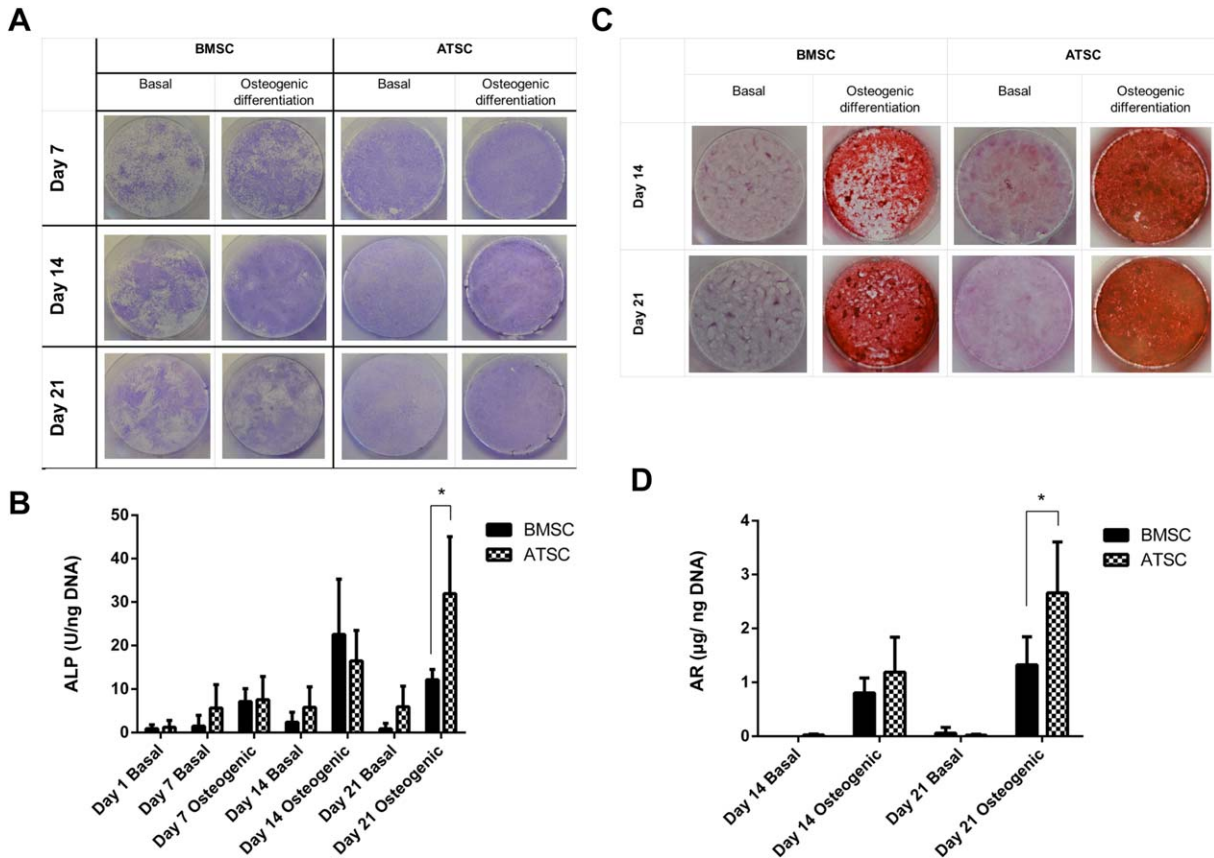 A
BMSC ATSC
Basal Osteogenic differentiation Basal Osteogenic differentiation
Day 7
Day 14
Day 21
B
ALP (U/ng DNA)
50
40
30
20
10
0
*
BMSC
ATSC
Day 1 Basal
Day 7 Basal
Day 7 Osteogenic
Day 14 Basal
Day 14 Osteogenic
Day 21 Basal
Day 21 Osteogenic
C
BMSC ATSC
Basal Osteogenic differentiation Basal Osteogenic differentiation
Day 14
Day 21
D
AR (µg/ ng DNA)
4
3
2
1
0
*
BMSC
ATSC
Day 14 Basal
Day 14 Osteogenic
Day 21 Basal
Day 21 Osteogenic